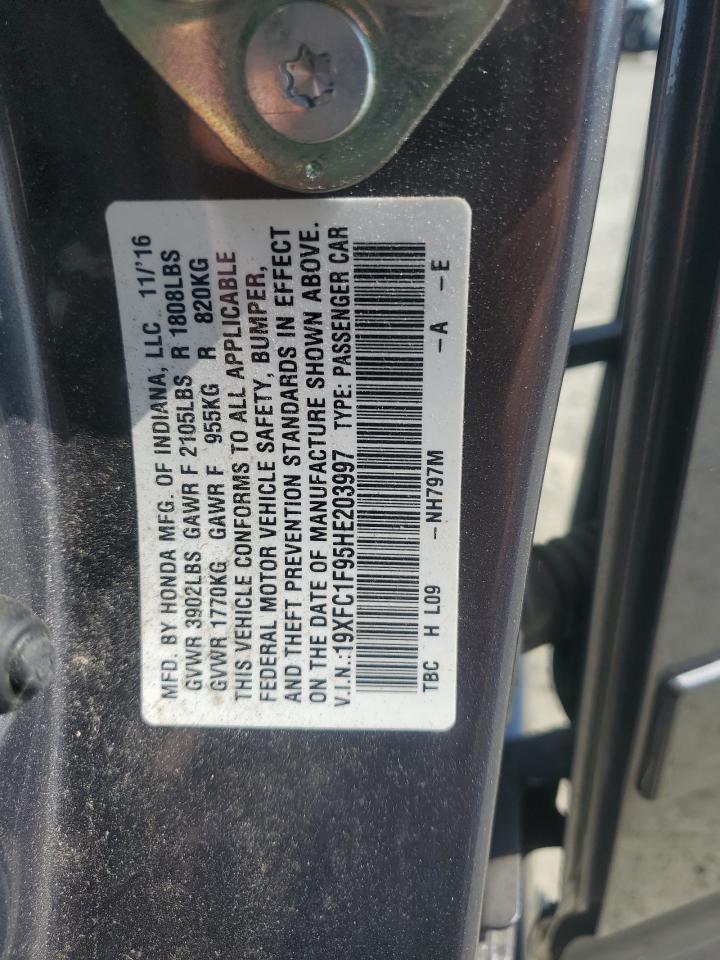 MFD. BY HONDA MFG. OF INDIANA, LLC 11/'16
GVWR 3902LBS GAWR F 2105LBS R 1808LBS
GVWR 1770KG GAWR F 955KG R 820KG
THIS VEHICLE CONFORMS TO ALL APPLICABLE
FEDERAL MOTOR VEHICLE SAFETY, BUMPER,
AND THEFT PREVENTION STANDARDS IN EFFECT
ON THE DATE OF MANUFACTURE SHOWN ABOVE.
V.I.N.:19XFC1F95HE203997 TYPE: PASSENGER CAR
TBC H L09 -NH797M -A -E